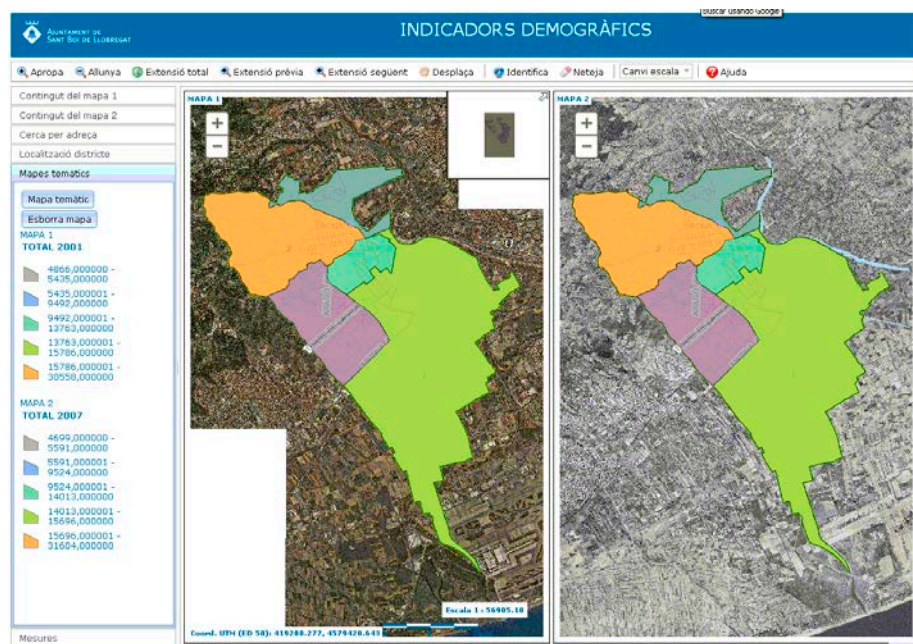 Buscar usando Google
AJUNTAMENT DE
SANT BOI DE LLOBREGAT
INDICADORS DEMOGRÀFICS
Apropa Allunya Extensió total Extensió prèvia Extensió següent Desplaça Identifica Neteja Canvi escala Ajuda
Contingut del mapa 1
Contingut del mapa 2
Cerca per adreça
Localització districte
Mapes temàtics
Mapa temàtic
Esborra mapa
MAPA 1
TOTAL 2001
4866,000000 -
5435,000000
5435,000001 -
9492,000000
9492,000001 -
13763,000000
13763,000001 -
15786,000000
15786,000001 -
30558,000000
MAPA 2
TOTAL 2007
4699,000000 -
5591,000000
5591,000001 -
9524,000000
9524,000001 -
14013,000000
14013,000001 -
15696,000000
15696,000001 -
31604,000000
Mesures
MAPA 1
+
−
Escala 1 : 56905.10
Coord. UTM (ED 50): 419200.277, 4579420.641
MAPA 2
+
−